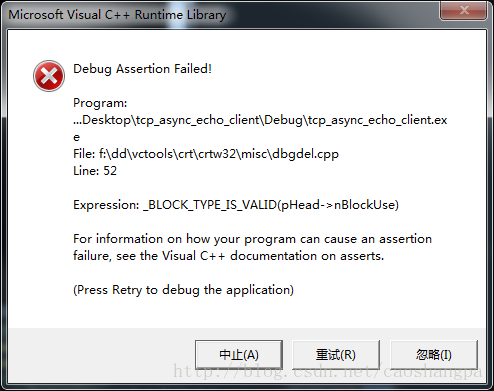 Microsoft Visual C++ Runtime Library
Debug Assertion Failed!
Program:
...Desktop\tcp_async_echo_client\Debug\tcp_async_echo_client.ex
e
File: f:\dd\vctools\crt\crtw32\misc\dbgdel.cpp
Line: 52
Expression: _BLOCK_TYPE_IS_VALID(pHead->nBlockUse)
For information on how your program can cause an assertion
failure, see the Visual C++ documentation on asserts.
(Press Retry to debug the application)
中止(A) 重试(R) 忽略(I)
http://blog.csdn.net/caoshangpa